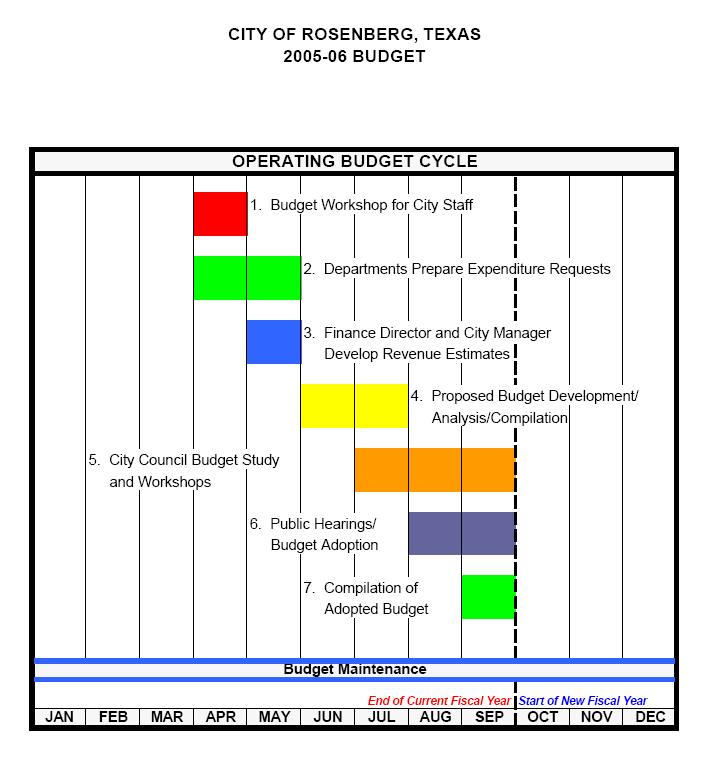 CITY OF ROSENBERG, TEXAS
2005-06 BUDGET
OPERATING BUDGET CYCLE
1. Budget Workshop for City Staff
2. Departments Prepare Expenditure Requests
3. Finance Director and City Manager
Develop Revenue Estimates
4. Proposed Budget Development/
Analysis/Compilation
5. City Council Budget Study
and Workshops
6. Public Hearings/
Budget Adoption
7. Compilation of
Adopted Budget
Budget Maintenance
End of Current Fiscal Year Start of New Fiscal Year
JAN FEB MAR APR MAY JUN JUL AUG SEP OCT NOV DEC